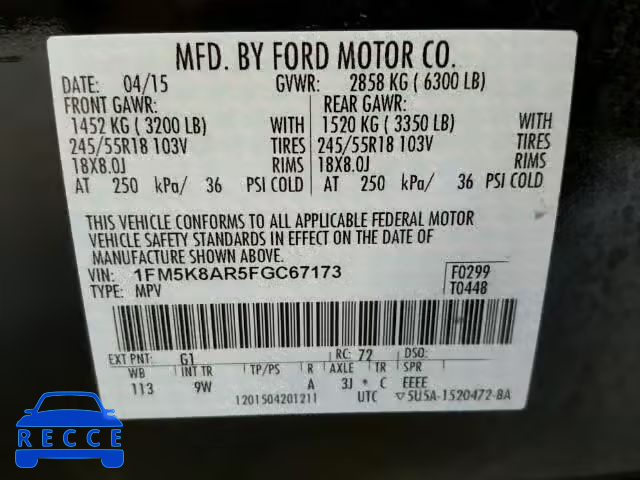 MFD. BY FORD MOTOR CO.
DATE: 04/15 GVWR: 2858 KG ( 6300 LB)
FRONT GAWR: REAR GAWR:
1452 KG ( 3200 LB) WITH 1520 KG ( 3350 LB) WITH
245/55R18 103V TIRES 245/55R18 103V TIRES
18X8.0J RIMS 18X8.0J RIMS
AT 250 kPa/ 36 PSI COLD AT 250 kPa/ 36 PSI COLD
THIS VEHICLE CONFORMS TO ALL APPLICABLE FEDERAL MOTOR
VEHICLE SAFETY STANDARDS IN EFFECT ON THE DATE OF
MANUFACTURE SHOWN ABOVE.
VIN: 1FM5K8AR5FGC67173 F0299
TYPE: MPV T0448
EXT PNT: G1 RC: 72 DSO:
WB INT TR TP/PS R AXLE TR SPR
113 9W A 3J * C EEEE
1201504201211 UTC ▽5U5A-1520472-BA
RECCE